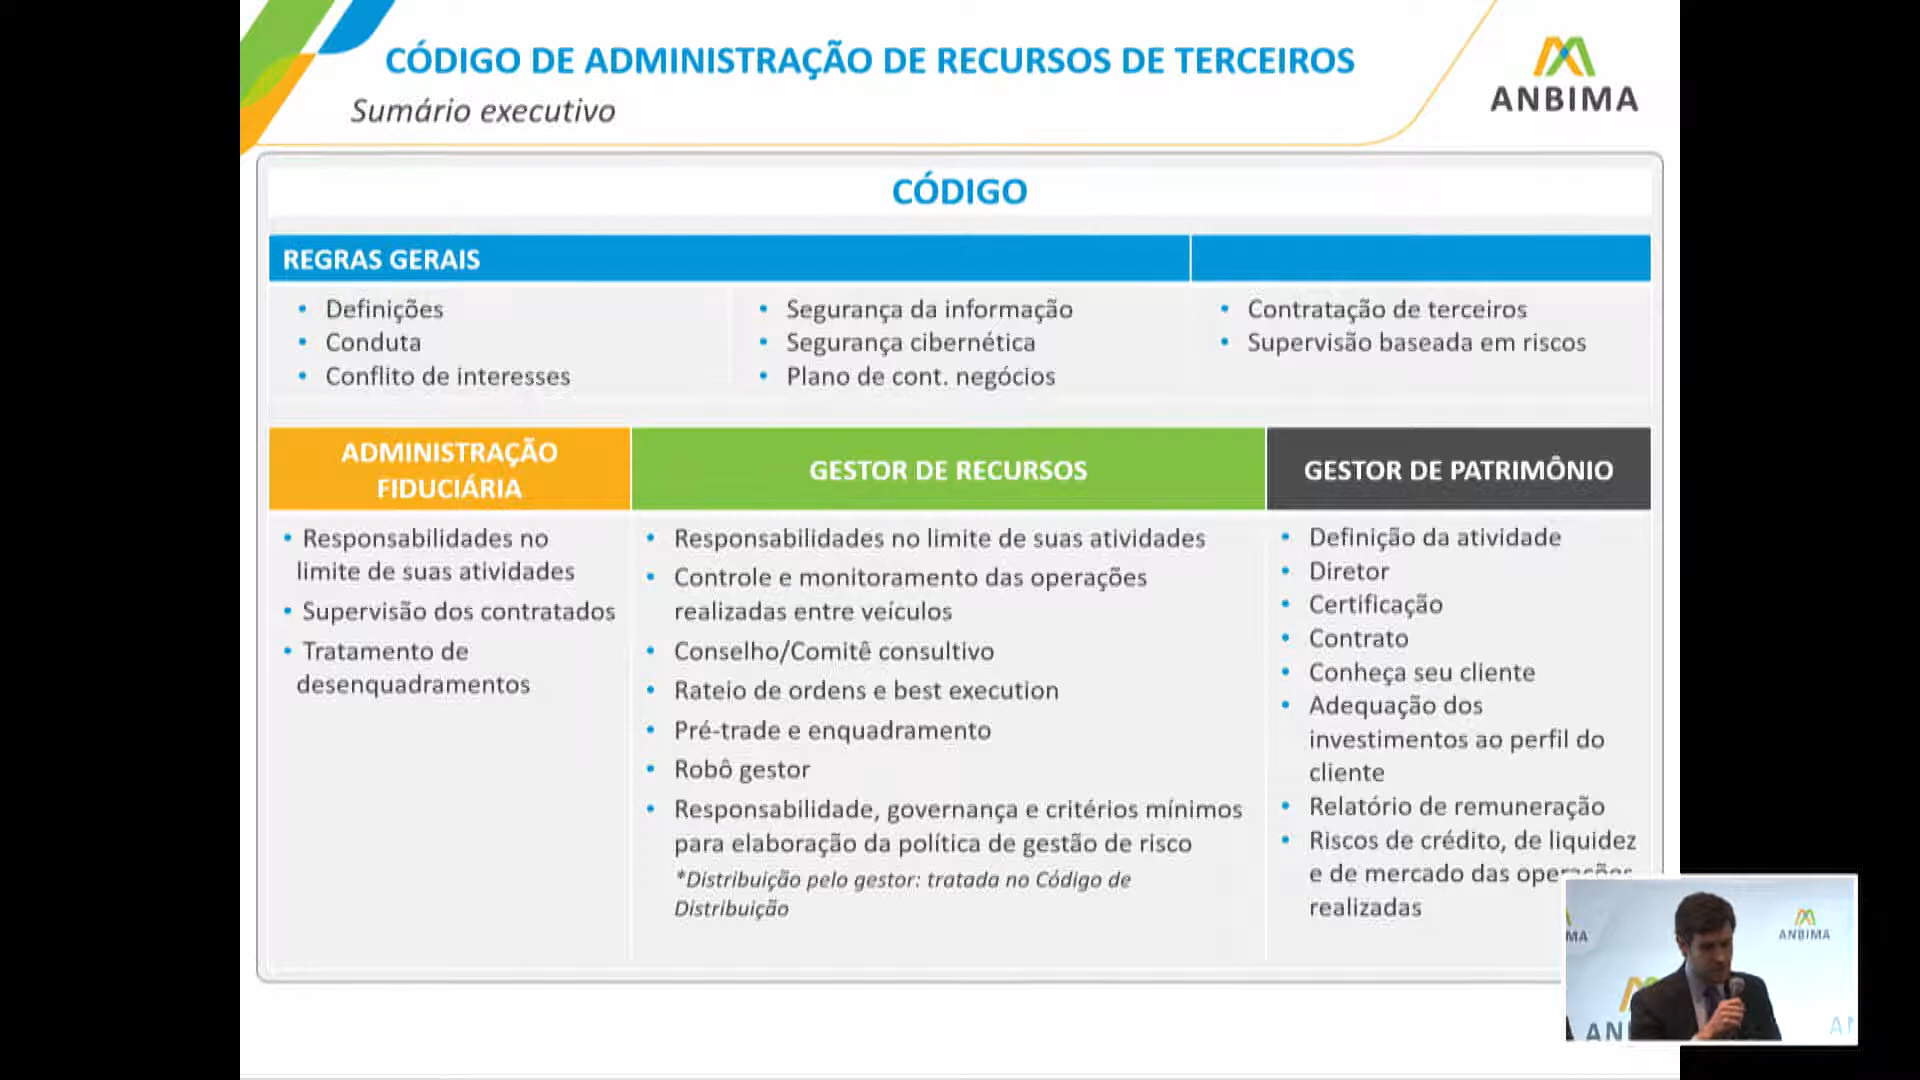 CÓDIGO DE ADMINISTRAÇÃO DE RECURSOS DE TERCEIROS
Sumário executivo
ANBIMA
CÓDIGO
REGRAS GERAIS
• Definições
• Conduta
• Conflito de interesses
• Segurança da informação
• Segurança cibernética
• Plano de cont. negócios
• Contratação de terceiros
• Supervisão baseada em riscos
ADMINISTRAÇÃO
FIDUCIÁRIA
• Responsabilidades no
limite de suas atividades
• Supervisão dos contratados
• Tratamento de
desenquadramentos
GESTOR DE RECURSOS
• Responsabilidades no limite de suas atividades
• Controle e monitoramento das operações
realizadas entre veículos
• Conselho/Comitê consultivo
• Rateio de ordens e best execution
• Pré-trade e enquadramento
• Robô gestor
• Responsabilidade, governança e critérios mínimos
para elaboração da política de gestão de risco
*Distribuição pelo gestor: tratada no Código de
Distribuição
GESTOR DE PATRIMÔNIO
• Definição da atividade
• Diretor
• Certificação
• Contrato
• Conheça seu cliente
• Adequação dos
investimentos ao perfil do
cliente
• Relatório de remuneração
• Riscos de crédito, de liquidez
e de mercado das operações
realizadas
MA
ANBIMA
AN
A